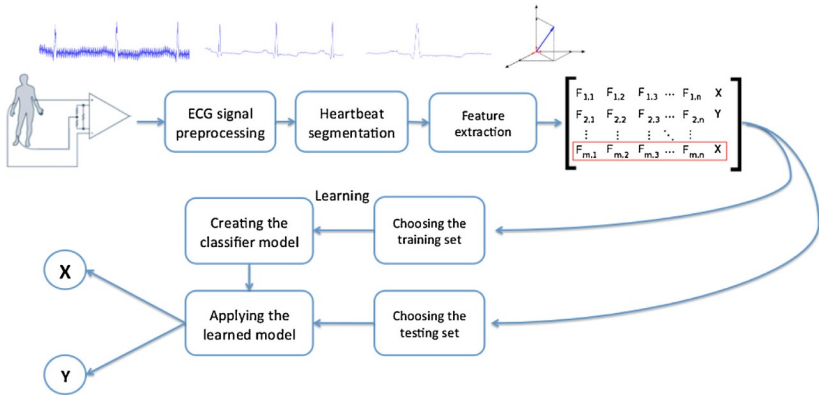 ECG signal
preprocessing
Heartbeat
segmentation
Feature
extraction
F1,1 F1,2 F1,3 ... F1,n X
F2,1 F2,2 F2,3 ... F2,n Y
Fm,1 Fm,2 Fm,3 ... Fm,n X
Learning
Creating the
classifier model
Choosing the
training set
X
Applying the
learned model
Choosing the
testing set
Y